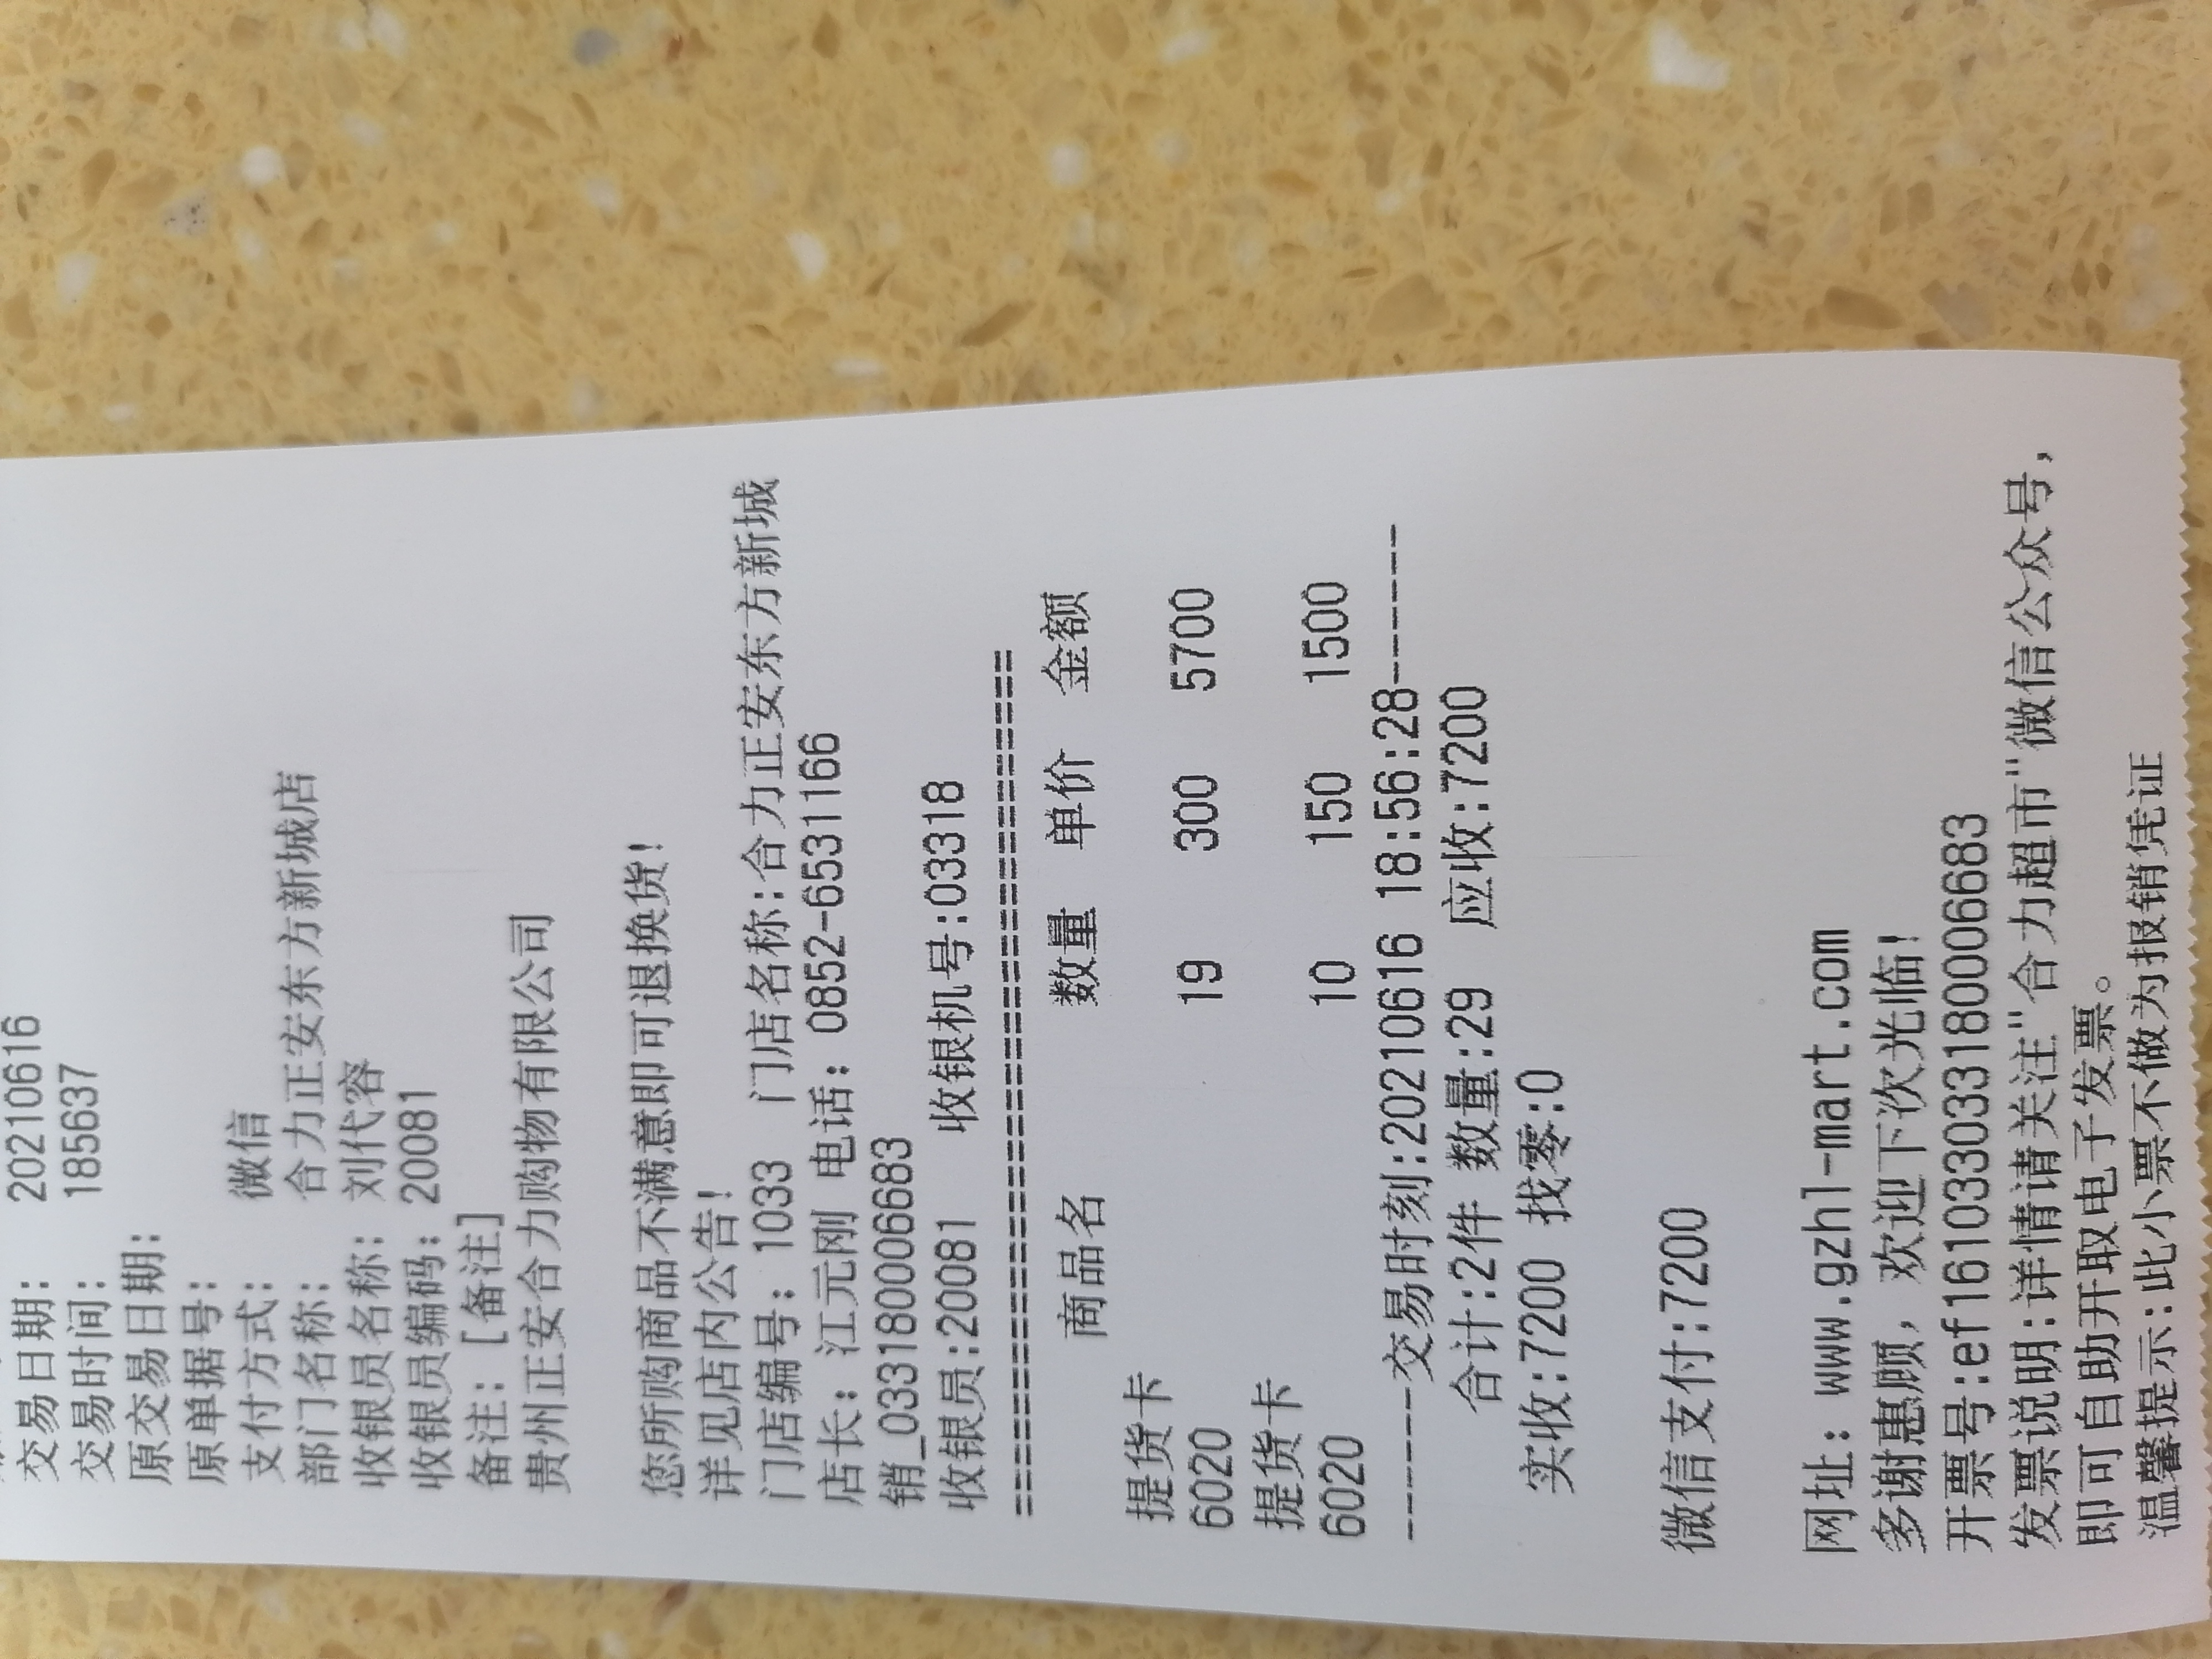 交易日期： 20210616
交易时间： 185637
原交易日期：
原单据号：
支付方式： 微信
部门名称： 合力正安东方新城店
收银员名称： 刘代容
收银员编码： 20081
备注： [备注]
贵州正安合力购物有限公司
您所购商品不满意即可退换货!
详见店内公告!
门店编号： 1033 门店名称:合力正安东方新城
店长： 江元刚 电话： 0852-6531166
销_0331800006683
收银员:20081 收银机号:03318
==========================================
商品名 数量 单价 金额
提货卡
6020 19 300 5700
提货卡
6020 10 150 1500
-------交易时刻:20210616 18:56:28-------
合计:2件 数量:29 应收:7200
实收:7200 找零:0
微信支付:7200
网址： www.gzhl-mart.com
多谢惠顾，欢迎下次光临!
开票号:ef1610330331800006683
发票说明:详情请关注"合力超市"微信公众号，
即可自助开取电子发票。
温馨提示:此小票不做为报销凭证